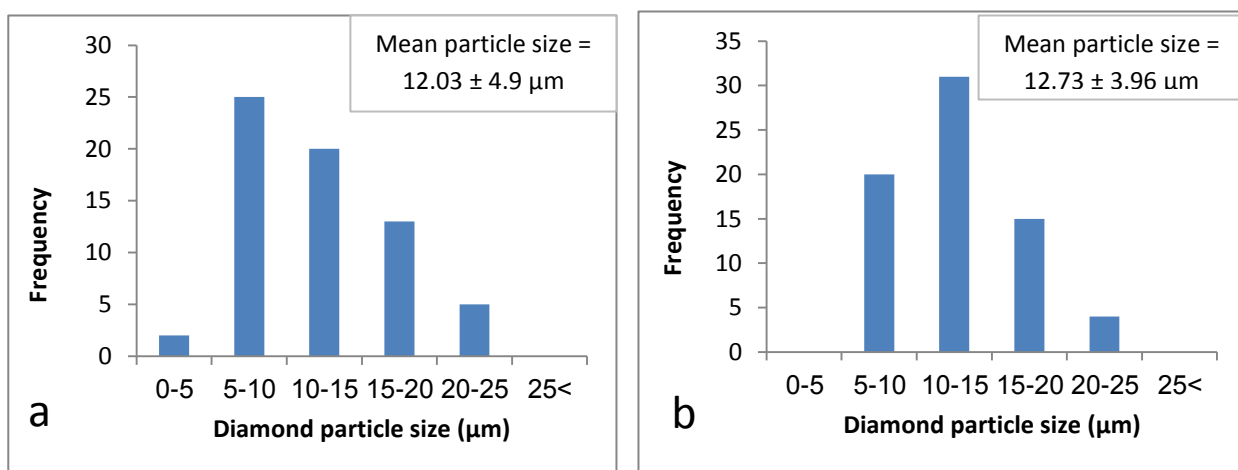 Mean particle size =
12.03 ± 4.9 µm
30
25
20
15
10
5
0
Frequency
0-5 5-10 10-15 15-20 20-25 25<
Diamond particle size (µm)
a
Mean particle size =
12.73 ± 3.96 µm
35
30
25
20
15
10
5
0
Frequency
0-5 5-10 10-15 15-20 20-25 25<
Diamond particle size (µm)
b